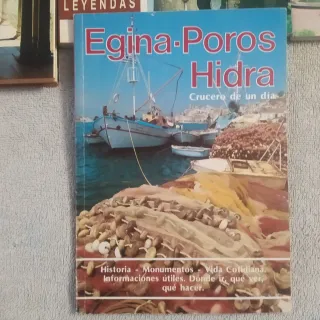 LEYENDAS
Egina-Poros
Hidra
Crucero de un día
Historia - Monumentos - Vida Cotidiana.
Informaciónes útiles. Dónde ir, qué ver,
qué hacer.